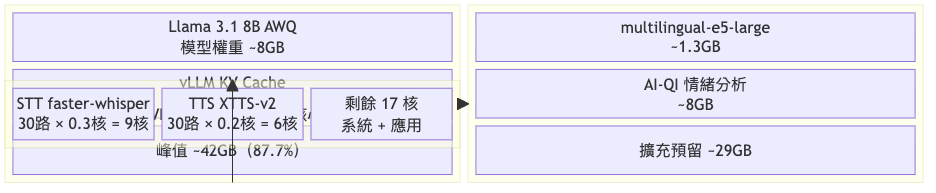 Llama 3.1 8B AWQ
模型權重 ~8GB
vLLM KV Cache
STT faster-whisper
30路 × 0.3核 = 9核
TTS XTTS-v2
30路 × 0.2核 = 6核
剩餘 17 核
系統 + 應用
峰值 ~42GB（87.7%）
multilingual-e5-large
~1.3GB
AI-QI 情緒分析
~8GB
擴充預留 ~29GB